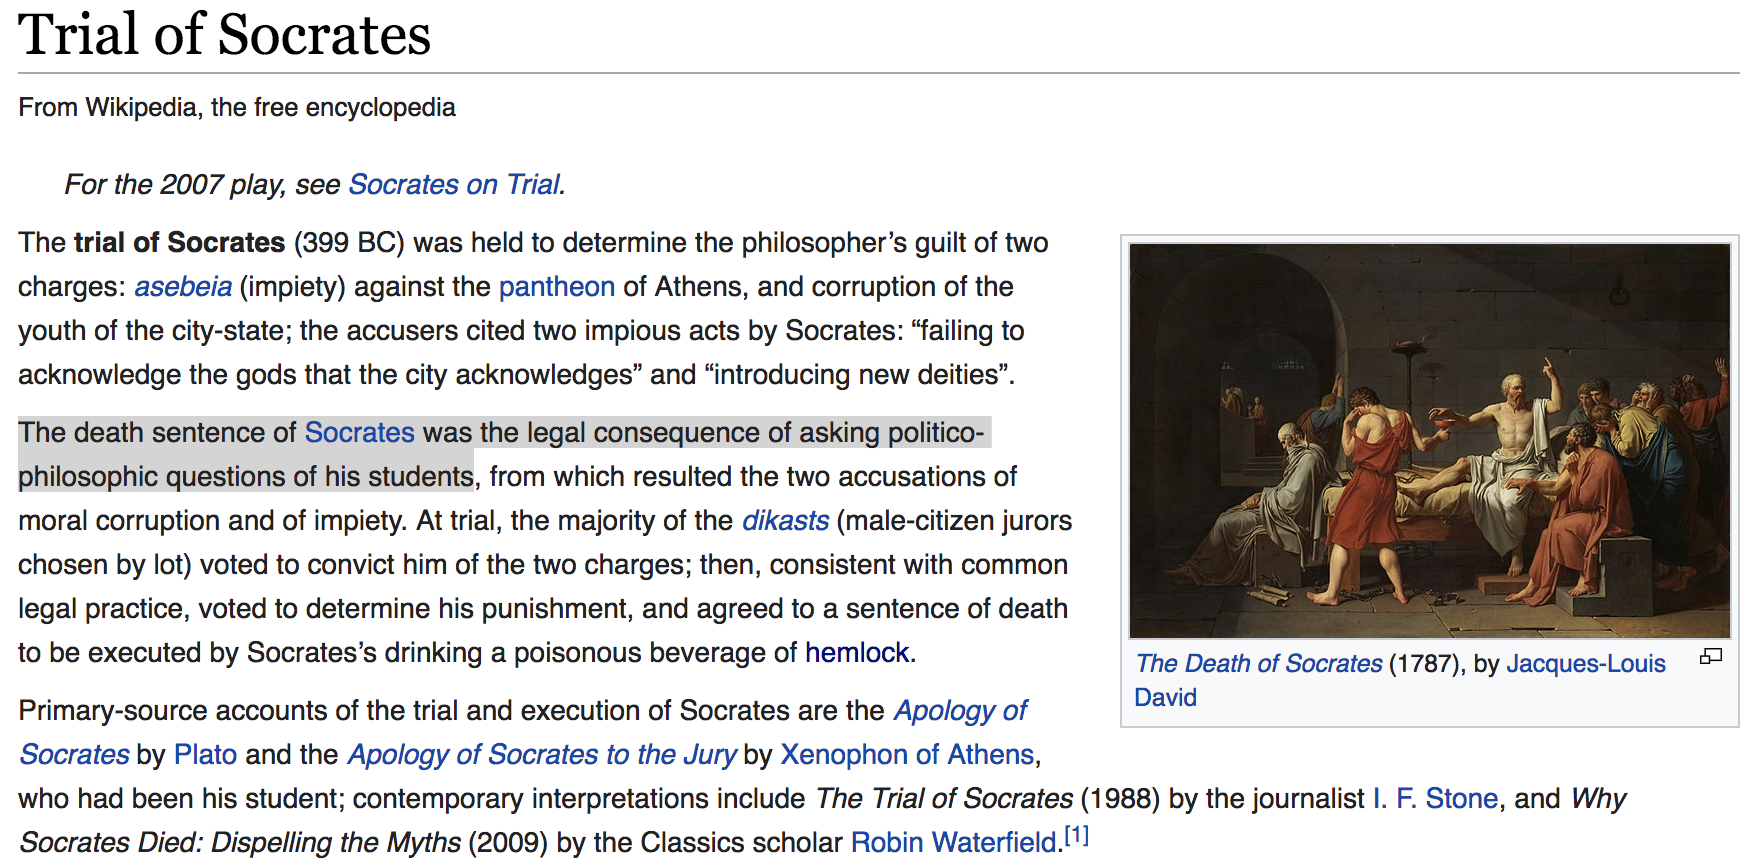 Trial of Socrates
From Wikipedia, the free encyclopedia
For the 2007 play, see Socrates on Trial.
The trial of Socrates (399 BC) was held to determine the philosopher’s guilt of two
charges: asebeia (impiety) against the pantheon of Athens, and corruption of the
youth of the city-state; the accusers cited two impious acts by Socrates: “failing to
acknowledge the gods that the city acknowledges” and “introducing new deities”.
The death sentence of Socrates was the legal consequence of asking politico-
philosophic questions of his students, from which resulted the two accusations of
moral corruption and of impiety. At trial, the majority of the dikasts (male-citizen jurors
chosen by lot) voted to convict him of the two charges; then, consistent with common
legal practice, voted to determine his punishment, and agreed to a sentence of death
to be executed by Socrates’s drinking a poisonous beverage of hemlock.
Primary-source accounts of the trial and execution of Socrates are the Apology of
Socrates by Plato and the Apology of Socrates to the Jury by Xenophon of Athens,
who had been his student; contemporary interpretations include The Trial of Socrates (1988) by the journalist I. F. Stone, and Why
Socrates Died: Dispelling the Myths (2009) by the Classics scholar Robin Waterfield.[1]
The Death of Socrates (1787), by Jacques-Louis
David